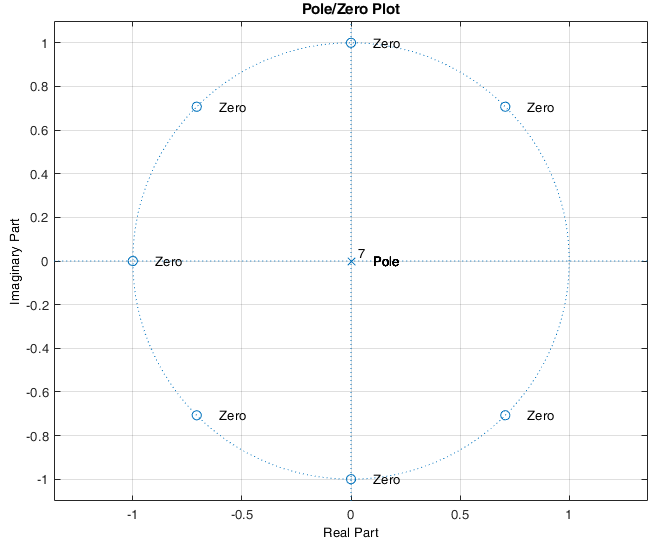 Pole/Zero Plot
1
Zero
0.8
Zero
Zero
0.6
0.4
0.2
7
0
Zero
Pole
-0.2
-0.4
-0.6
Zero
Zero
-0.8
-1
Zero
-1
-0.5
0
0.5
1
Real Part
Imaginary Part